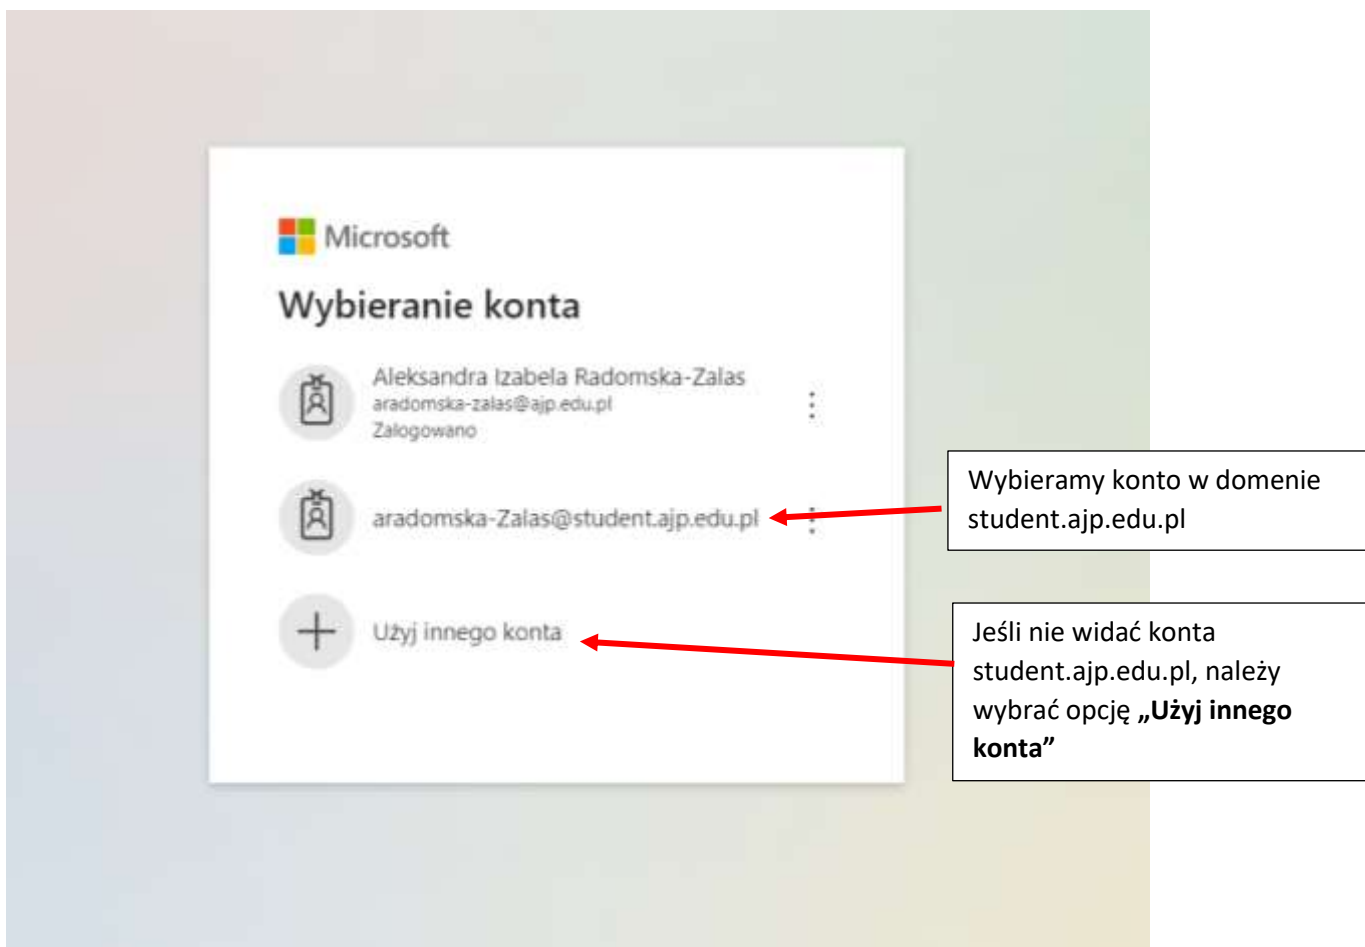 Microsoft
Wybieranie konta
Aleksandra Izabela Radomska-Zalas
aradomska-zalas@ajp.edu.pl
Zalogowano
aradomska-Zalas@student.ajp.edu.pl
Użyj innego konta
Wybieramy konto w domenie
student.ajp.edu.pl
Jeśli nie widać konta
student.ajp.edu.pl, należy
wybrać opcję „Użyj innego
konta”